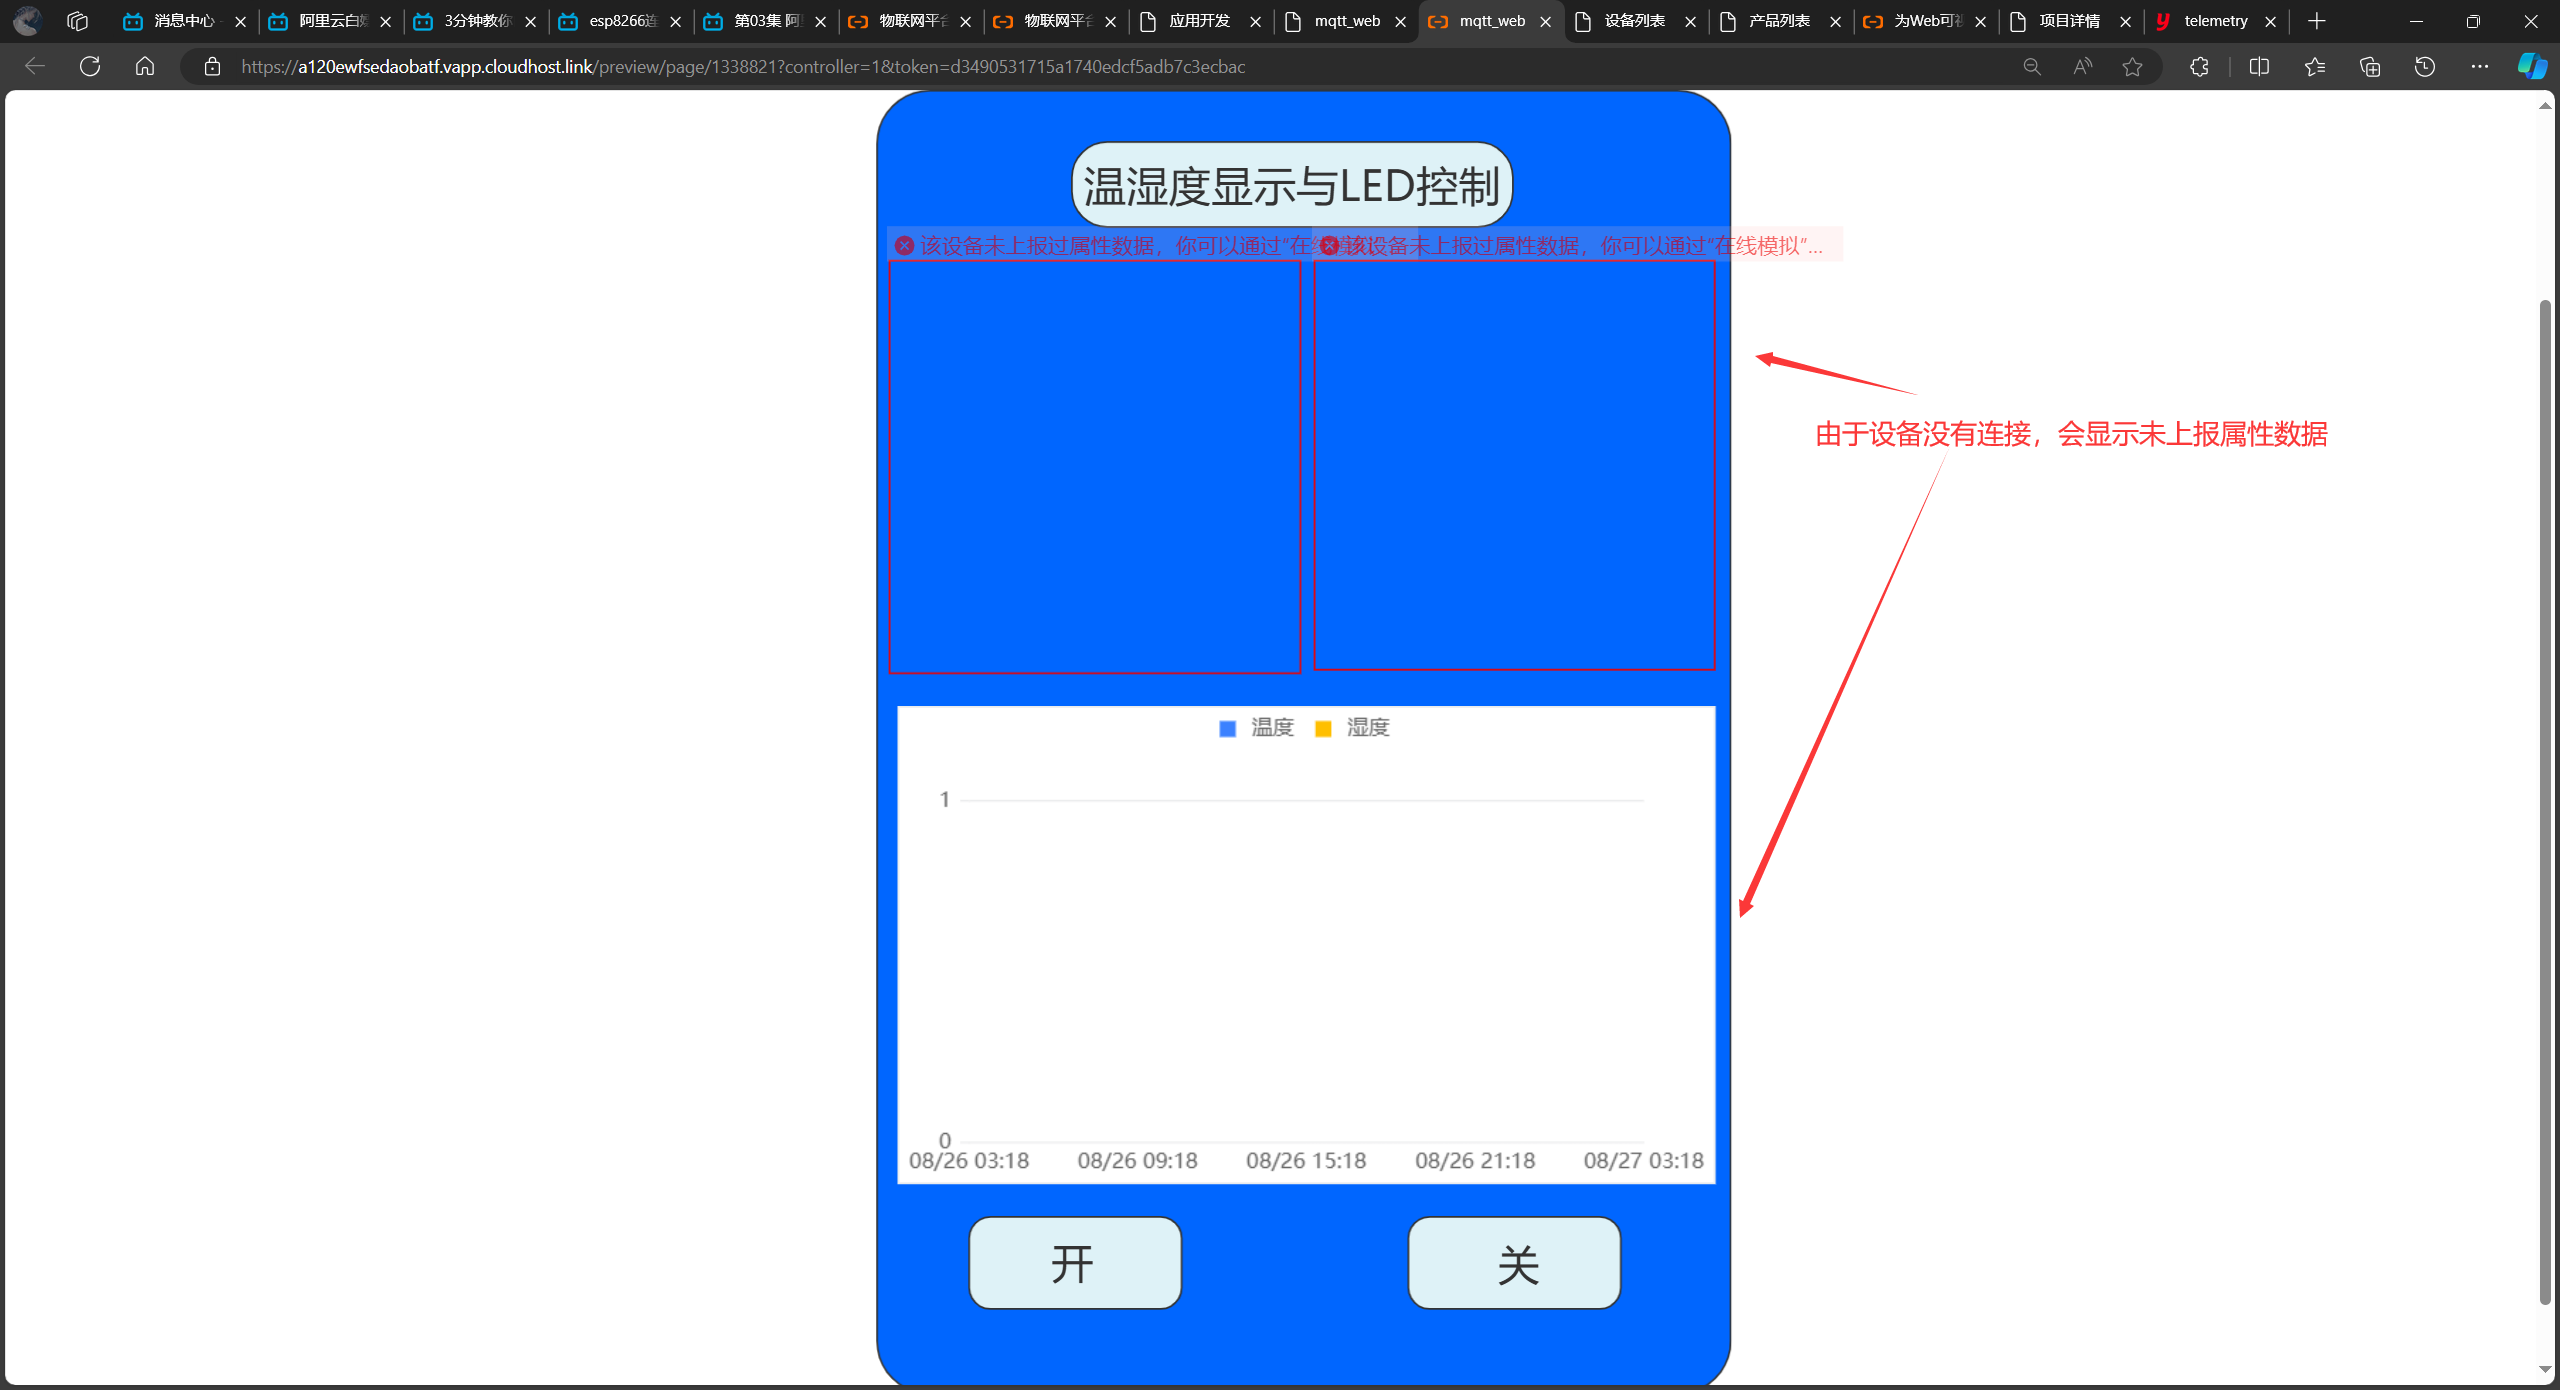 消息中心
阿里云白嫖
3分钟教你
esp8266连
第03集 阿
物联网平台
物联网平台
应用开发
mqtt_web
mqtt_web
设备列表
产品列表
为Web可视
项目详情
telemetry
https://a120ewfsedaobatf.vapp.cloudhost.link/preview/page/1338821?controller=1&token=d3490531715a1740edcf5adb7c3ecbac
温湿度显示与LED控制
该设备未上报过属性数据，你可以通过“在线
该设备未上报过属性数据，你可以通过“在线模拟”...
由于设备没有连接，会显示未上报属性数据
温度 湿度
1
0
08/26 03:18 08/26 09:18 08/26 15:18 08/26 21:18 08/27 03:18
开 关